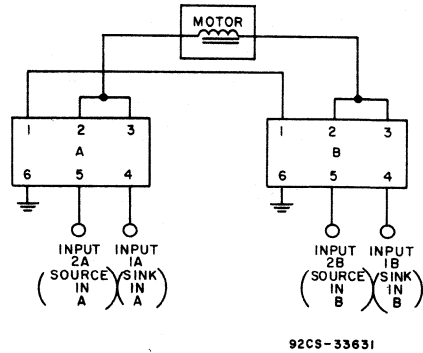 MOTOR
1 2 3
A
6 5 4
1 2 3
B
6 5 4
INPUT
2A
(SOURCE
IN
A)
INPUT
1A
(SINK
IN
A)
INPUT
2B
(SOURCE
IN
B)
INPUT
1B
(SINK
IN
B)
92CS-33631